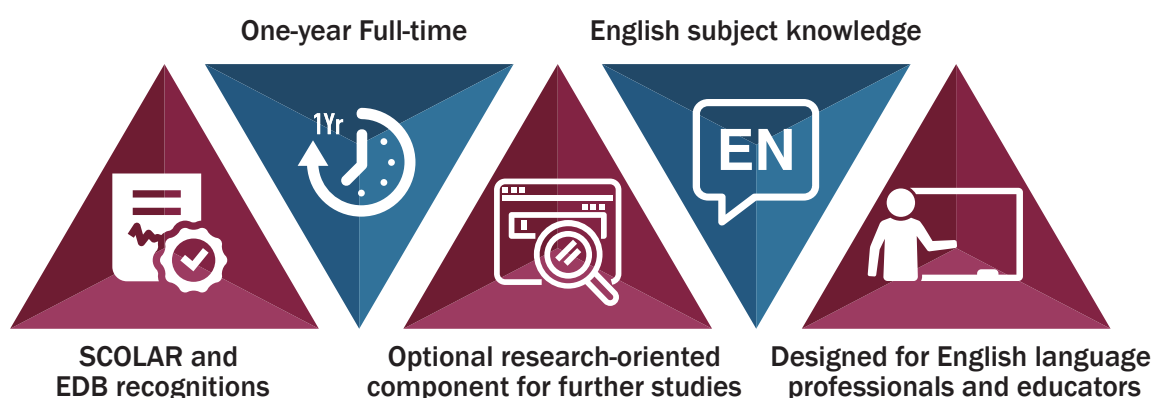 One-year Full-time
English subject knowledge
1Yr
EN
SCOLAR and
EDB recognitions
Optional research-oriented
component for further studies
Designed for English language
professionals and educators